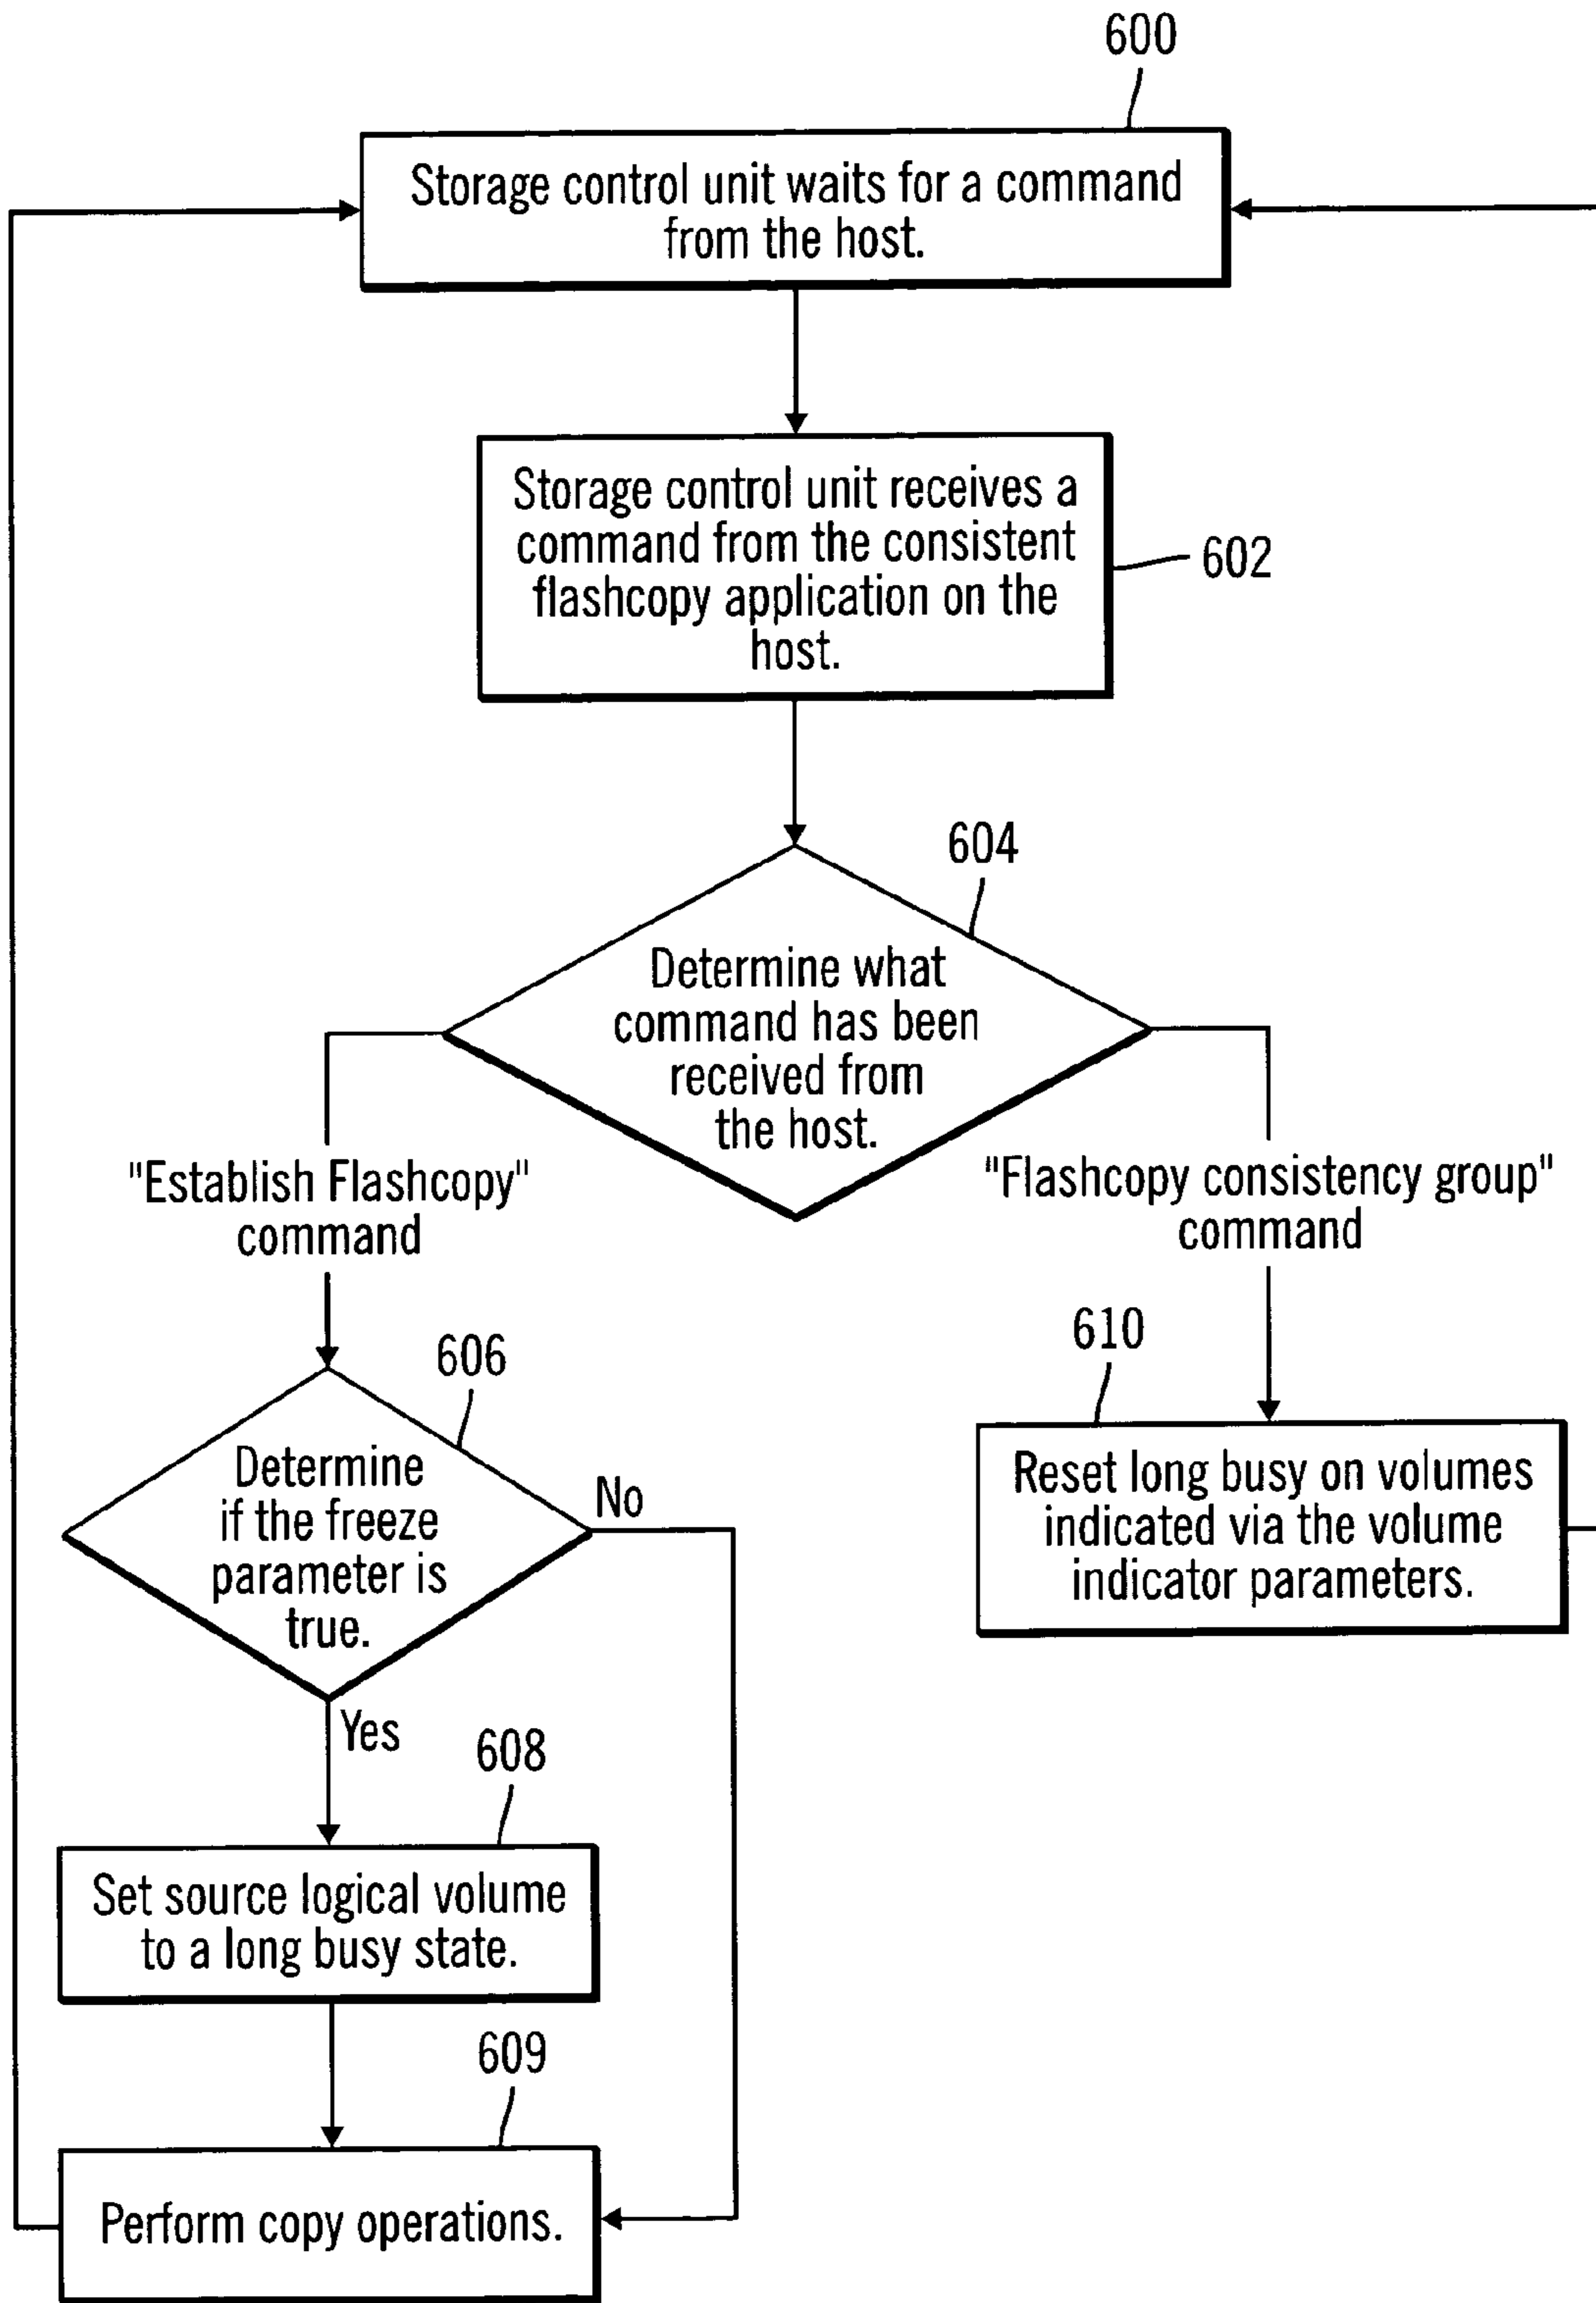 600
Storage control unit waits for a command
from the host.
Storage control unit receives a
command from the consistent
flashcopy application on the
host.
602
604
Determine what
command has been
received from
the host.
"Establish Flashcopy"
command
"Flashcopy consistency group"
command
606
Determine
if the freeze
parameter is
true.
No
Yes
610
Reset long busy on volumes
indicated via the volume
indicator parameters.
608
Set source logical volume
to a long busy state.
609
Perform copy operations.